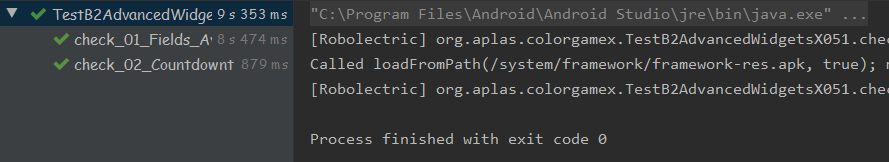 TestB2AdvancedWidge 9 s 353 ms
check_01_Fields_A 8 s 474 ms
check_02_Countdownt 879 ms
"C:\Program Files\Android\Android Studio\jre\bin\java.exe" ...
[Robolectric] org.aplas.colorgamex.TestB2AdvancedWidgetsX051.chec
Called loadFromPath(/system/framework/framework-res.apk, true); n
[Robolectric] org.aplas.colorgamex.TestB2AdvancedWidgetsX051.chec
Process finished with exit code 0